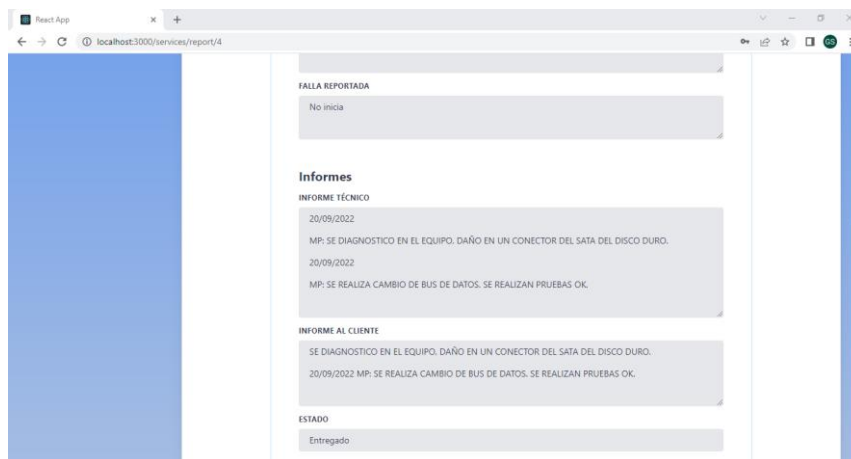 React App
localhost:3000/services/report/4
GS
FALLA REPORTADA
No inicia
Informes
INFORME TÉCNICO
20/09/2022
MP: SE DIAGNOSTICO EN EL EQUIPO. DAÑO EN UN CONECTOR DEL SATA DEL DISCO DURO.
20/09/2022
MP: SE REALIZA CAMBIO DE BUS DE DATOS. SE REALIZAN PRUEBAS OK.
INFORME AL CLIENTE
SE DIAGNOSTICO EN EL EQUIPO. DAÑO EN UN CONECTOR DEL SATA DEL DISCO DURO.
20/09/2022 MP: SE REALIZA CAMBIO DE BUS DE DATOS. SE REALIZAN PRUEBAS OK.
ESTADO
Entregado